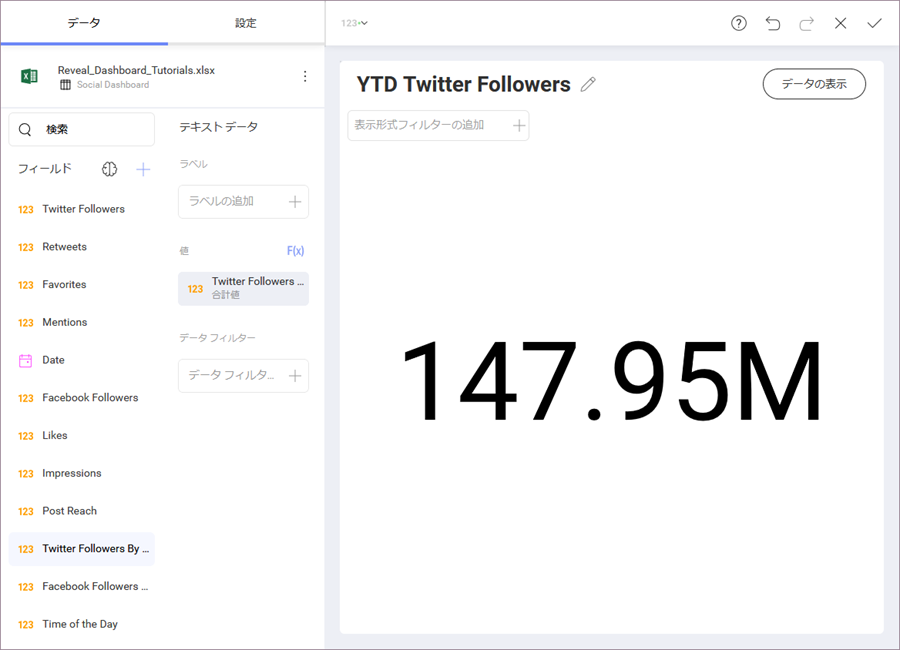 データ
設定
123
Reveal_Dashboard_Tutorials.xlsx
Social Dashboard
検索
フィールド
123 Twitter Followers
123 Retweets
123 Favorites
123 Mentions
Date
123 Facebook Followers
123 Likes
123 Impressions
123 Post Reach
123 Twitter Followers By ...
123 Facebook Followers ...
123 Time of the Day
テキスト データ
ラベル
ラベルの追加
値 F(x)
123 Twitter Followers ...
合計値
データ フィルター
データ フィルタ...
YTD Twitter Followers
データの表示
表示形式フィルターの追加
147.95M